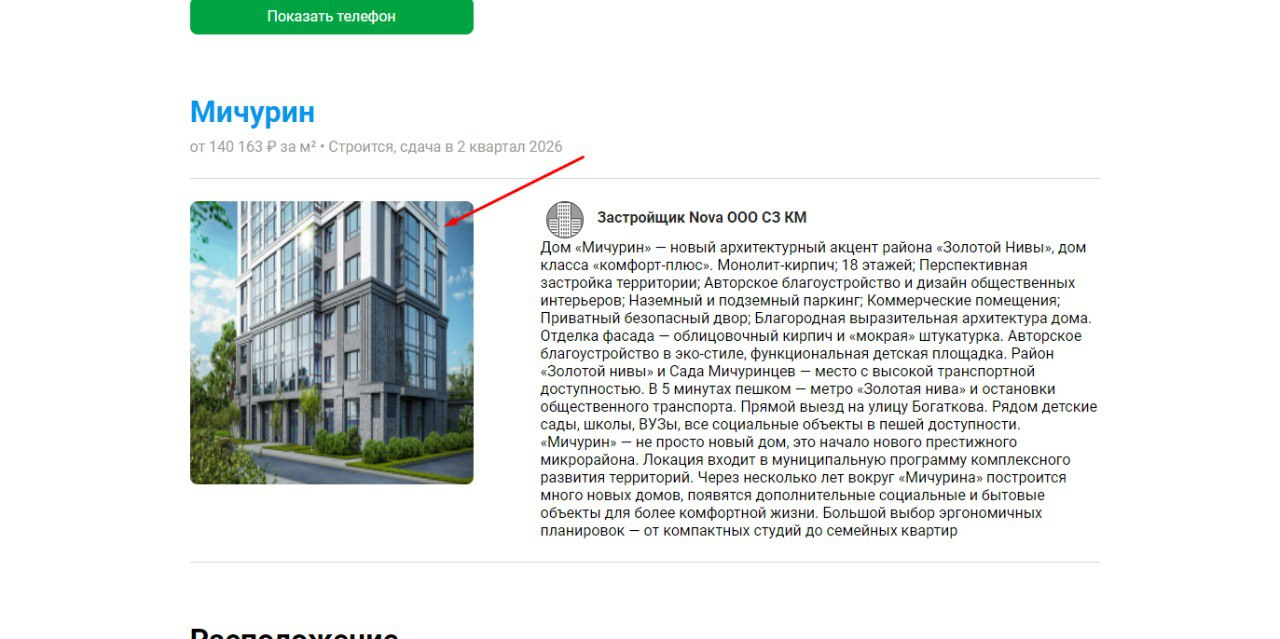 Показать телефон
Мичурин
от 140 163 ₽ за м² • Строится, сдача в 2 квартал 2026
Застройщик Nova ООО СЗ КМ
Дом «Мичурин» — новый архитектурный акцент района «Золотой Нивы», дом
класса «комфорт-плюс». Монолит-кирпич; 18 этажей; Перспективная
застройка территории; Авторское благоустройство и дизайн общественных
интерьеров; Наземный и подземный паркинг; Коммерческие помещения;
Приватный безопасный двор; Благородная выразительная архитектура дома.
Отделка фасада — облицовочный кирпич и «мокрая» штукатурка. Авторское
благоустройство в эко-стиле, функциональная детская площадка. Район
«Золотой нивы» и Сада Мичуринцев — место с высокой транспортной
доступностью. В 5 минутах пешком — метро «Золотая нива» и остановки
общественного транспорта. Прямой выезд на улицу Богаткова. Рядом детские
сады, школы, ВУЗы, все социальные объекты в пешей доступности.
«Мичурин» — не просто новый дом, это начало нового престижного
микрорайона. Локация входит в муниципальную программу комплексного
развития территорий. Через несколько лет вокруг «Мичурина» построится
много новых домов, появятся дополнительные социальные и бытовые
объекты для более комфортной жизни. Большой выбор эргономичных
планировок — от компактных студий до семейных квартир
Расположение